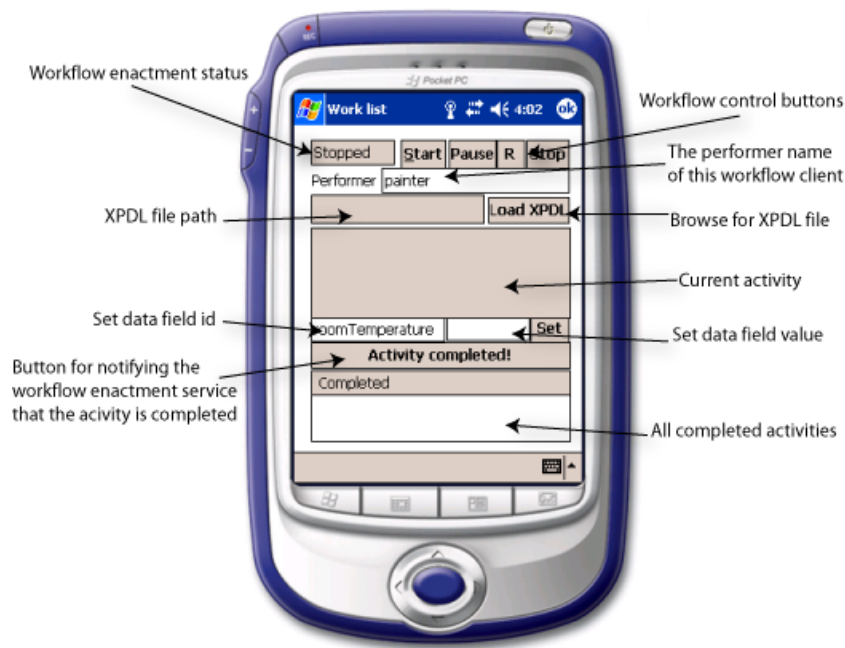 REC
Pocket PC
Workflow enactment status
Work list 4:02 ok
Workflow control buttons
Stopped Start Pause R Stop
The performer name
of this workflow client
Performer painter
XPDL file path
Load XPDL
Browse for XPDL file
Current activity
Set data field id
oomTemperature Set
Set data field value
Activity completed!
Button for notifying the
workflow enactment service
that the acivity is completed
Completed
All completed activities